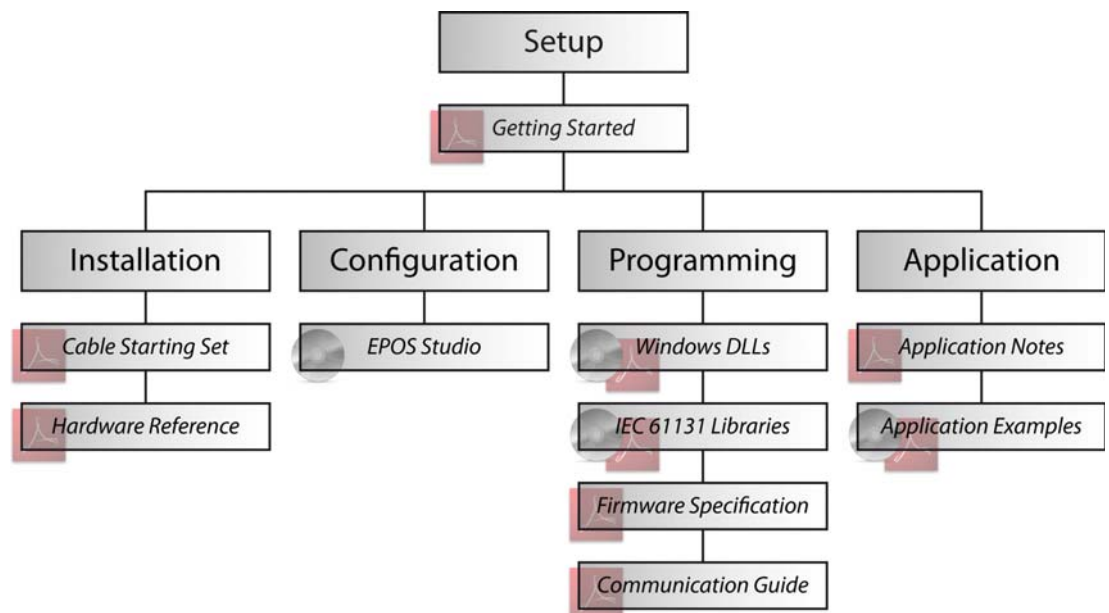 Setup
Getting Started
Installation
Configuration
Programming
Application
Cable Starting Set
EPOS Studio
Windows DLLs
Application Notes
Hardware Reference
IEC 61131 Libraries
Application Examples
Firmware Specification
Communication Guide